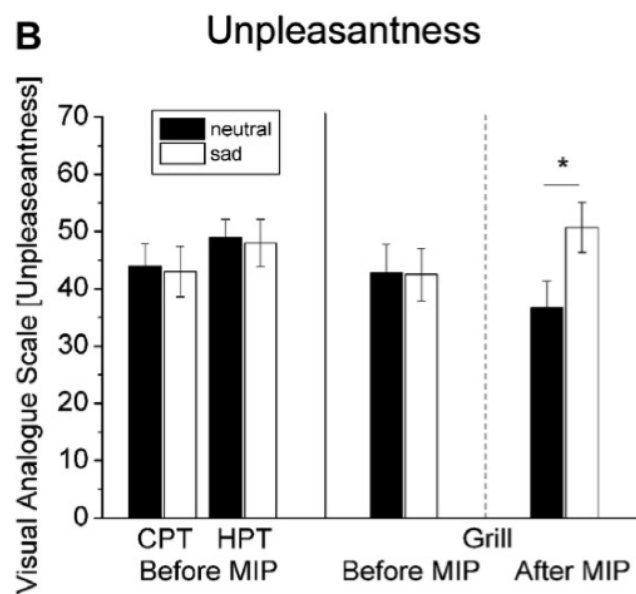 B
Unpleasantness
Visual Analogue Scale [Unpleaseantness]
70
60
50
40
30
20
10
0
neutral
sad
*
CPT HPT
Before MIP
Grill
Before MIP After MIP